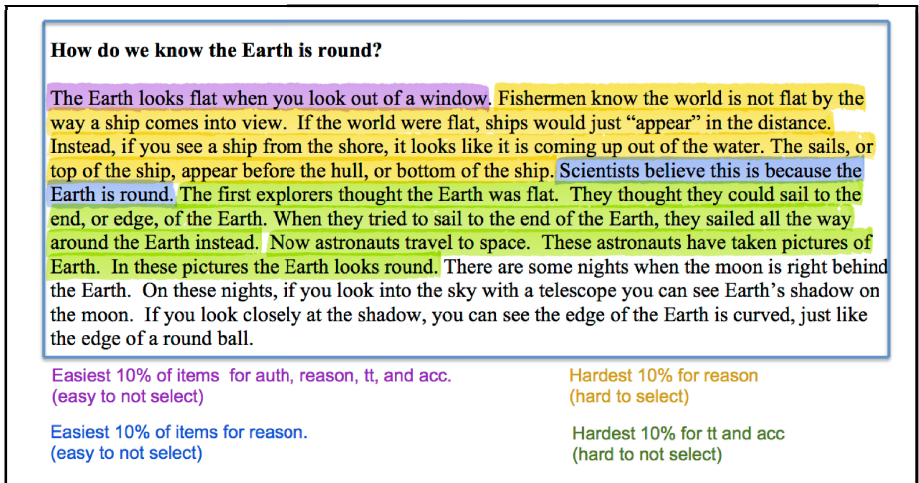 How do we know the Earth is round?
The Earth looks flat when you look out of a window. Fishermen know the world is not flat by the
way a ship comes into view. If the world were flat, ships would just “appear” in the distance.
Instead, if you see a ship from the shore, it looks like it is coming up out of the water. The sails, or
top of the ship, appear before the hull, or bottom of the ship. Scientists believe this is because the
Earth is round. The first explorers thought the Earth was flat. They thought they could sail to the
end, or edge, of the Earth. When they tried to sail to the end of the Earth, they sailed all the way
around the Earth instead. Now astronauts travel to space. These astronauts have taken pictures of
Earth. In these pictures the Earth looks round. There are some nights when the moon is right behind
the Earth. On these nights, if you look into the sky with a telescope you can see Earth’s shadow on
the moon. If you look closely at the shadow, you can see the edge of the Earth is curved, just like
the edge of a round ball.
Easiest 10% of items for auth, reason, tt, and acc.
(easy to not select)
Hardest 10% for reason
(hard to select)
Easiest 10% of items for reason.
(easy to not select)
Hardest 10% for tt and acc
(hard to not select)